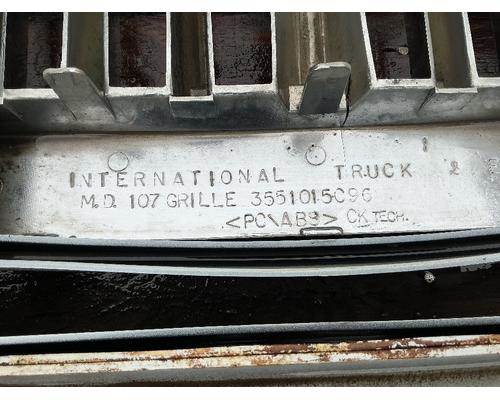 INTERNATIONAL TRUCK
M.D. 107 GRILLE 3551015C96
<PC\ABS> CK TECH.